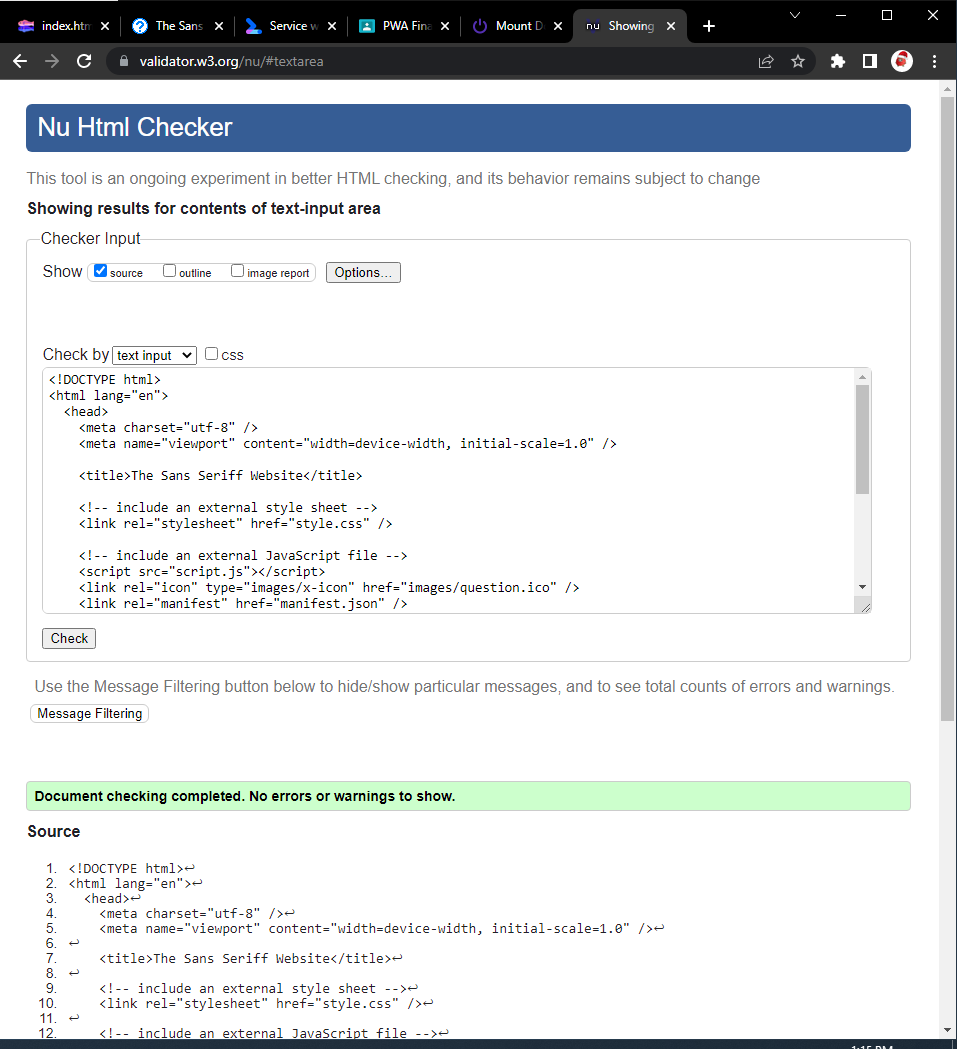 index.htm
The Sans
Service w
PWA Fina
Mount D
nu Showing
validator.w3.org/nu/#textarea
Nu Html Checker
This tool is an ongoing experiment in better HTML checking, and its behavior remains subject to change
Showing results for contents of text-input area
Checker Input
Show source outline image report Options...
Check by text input css
<!DOCTYPE html>
<html lang="en">
<head>
<meta charset="utf-8" />
<meta name="viewport" content="width=device-width, initial-scale=1.0" />
<title>The Sans Seriff Website</title>
<!-- include an external style sheet -->
<link rel="stylesheet" href="style.css" />
<!-- include an external JavaScript file -->
<script src="script.js"></script>
<link rel="icon" type="images/x-icon" href="images/question.ico" />
<link rel="manifest" href="manifest.json" />
Check
Use the Message Filtering button below to hide/show particular messages, and to see total counts of errors and warnings.
Message Filtering
Document checking completed. No errors or warnings to show.
Source
1. <!DOCTYPE html>↩
2. <html lang="en">↩
3. <head>↩
4. <meta charset="utf-8" />↩
5. <meta name="viewport" content="width=device-width, initial-scale=1.0" />↩
6. ↩
7. <title>The Sans Seriff Website</title>↩
8. ↩
9. <!-- include an external style sheet -->↩
10. <link rel="stylesheet" href="style.css" />↩
11. ↩
12. <!-- include an external JavaScript file -->↩